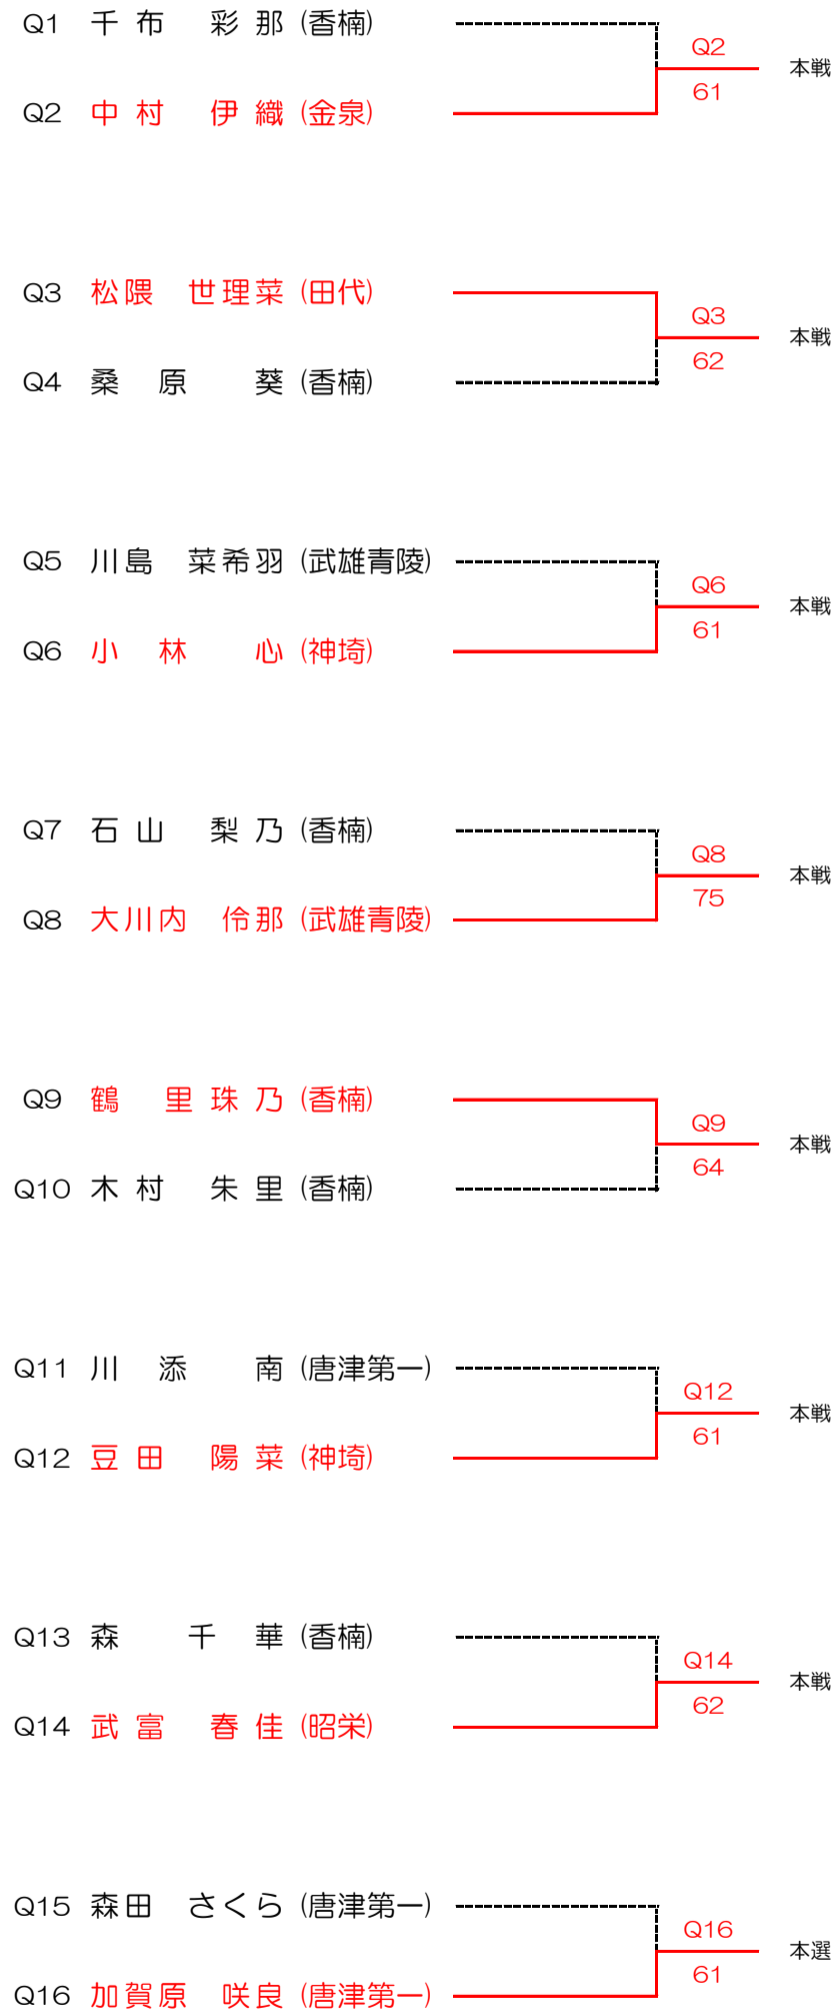 Q1 千布 彩那 (香楠)
Q2
本戦
61
Q2 中村 伊織 (金泉)
Q3 松隈 世理菜 (田代)
Q3
本戦
62
Q4 桑原 葵 (香楠)
Q5 川島 菜希羽 (武雄青陵)
Q6
本戦
61
Q6 小林 心 (神埼)
Q7 石山 梨乃 (香楠)
Q8
本戦
75
Q8 大川内 伶那 (武雄青陵)
Q9 鶴 里珠乃 (香楠)
Q9
本戦
64
Q10 木村 朱里 (香楠)
Q11 川添 南 (唐津第一)
Q12
本戦
61
Q12 豆田 陽菜 (神埼)
Q13 森 千華 (香楠)
Q14
本戦
62
Q14 武富 春佳 (昭栄)
Q15 森田 さくら (唐津第一)
Q16
本選
61
Q16 加賀原 咲良 (唐津第一)